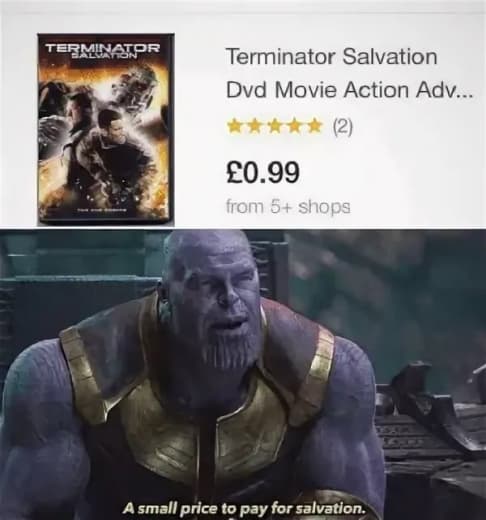 TERMINATOR
SALVATION
Terminator Salvation
Dvd Movie Action Adv...
(2)
£0.99
from 5+ shops
A small price to pay for salvation.